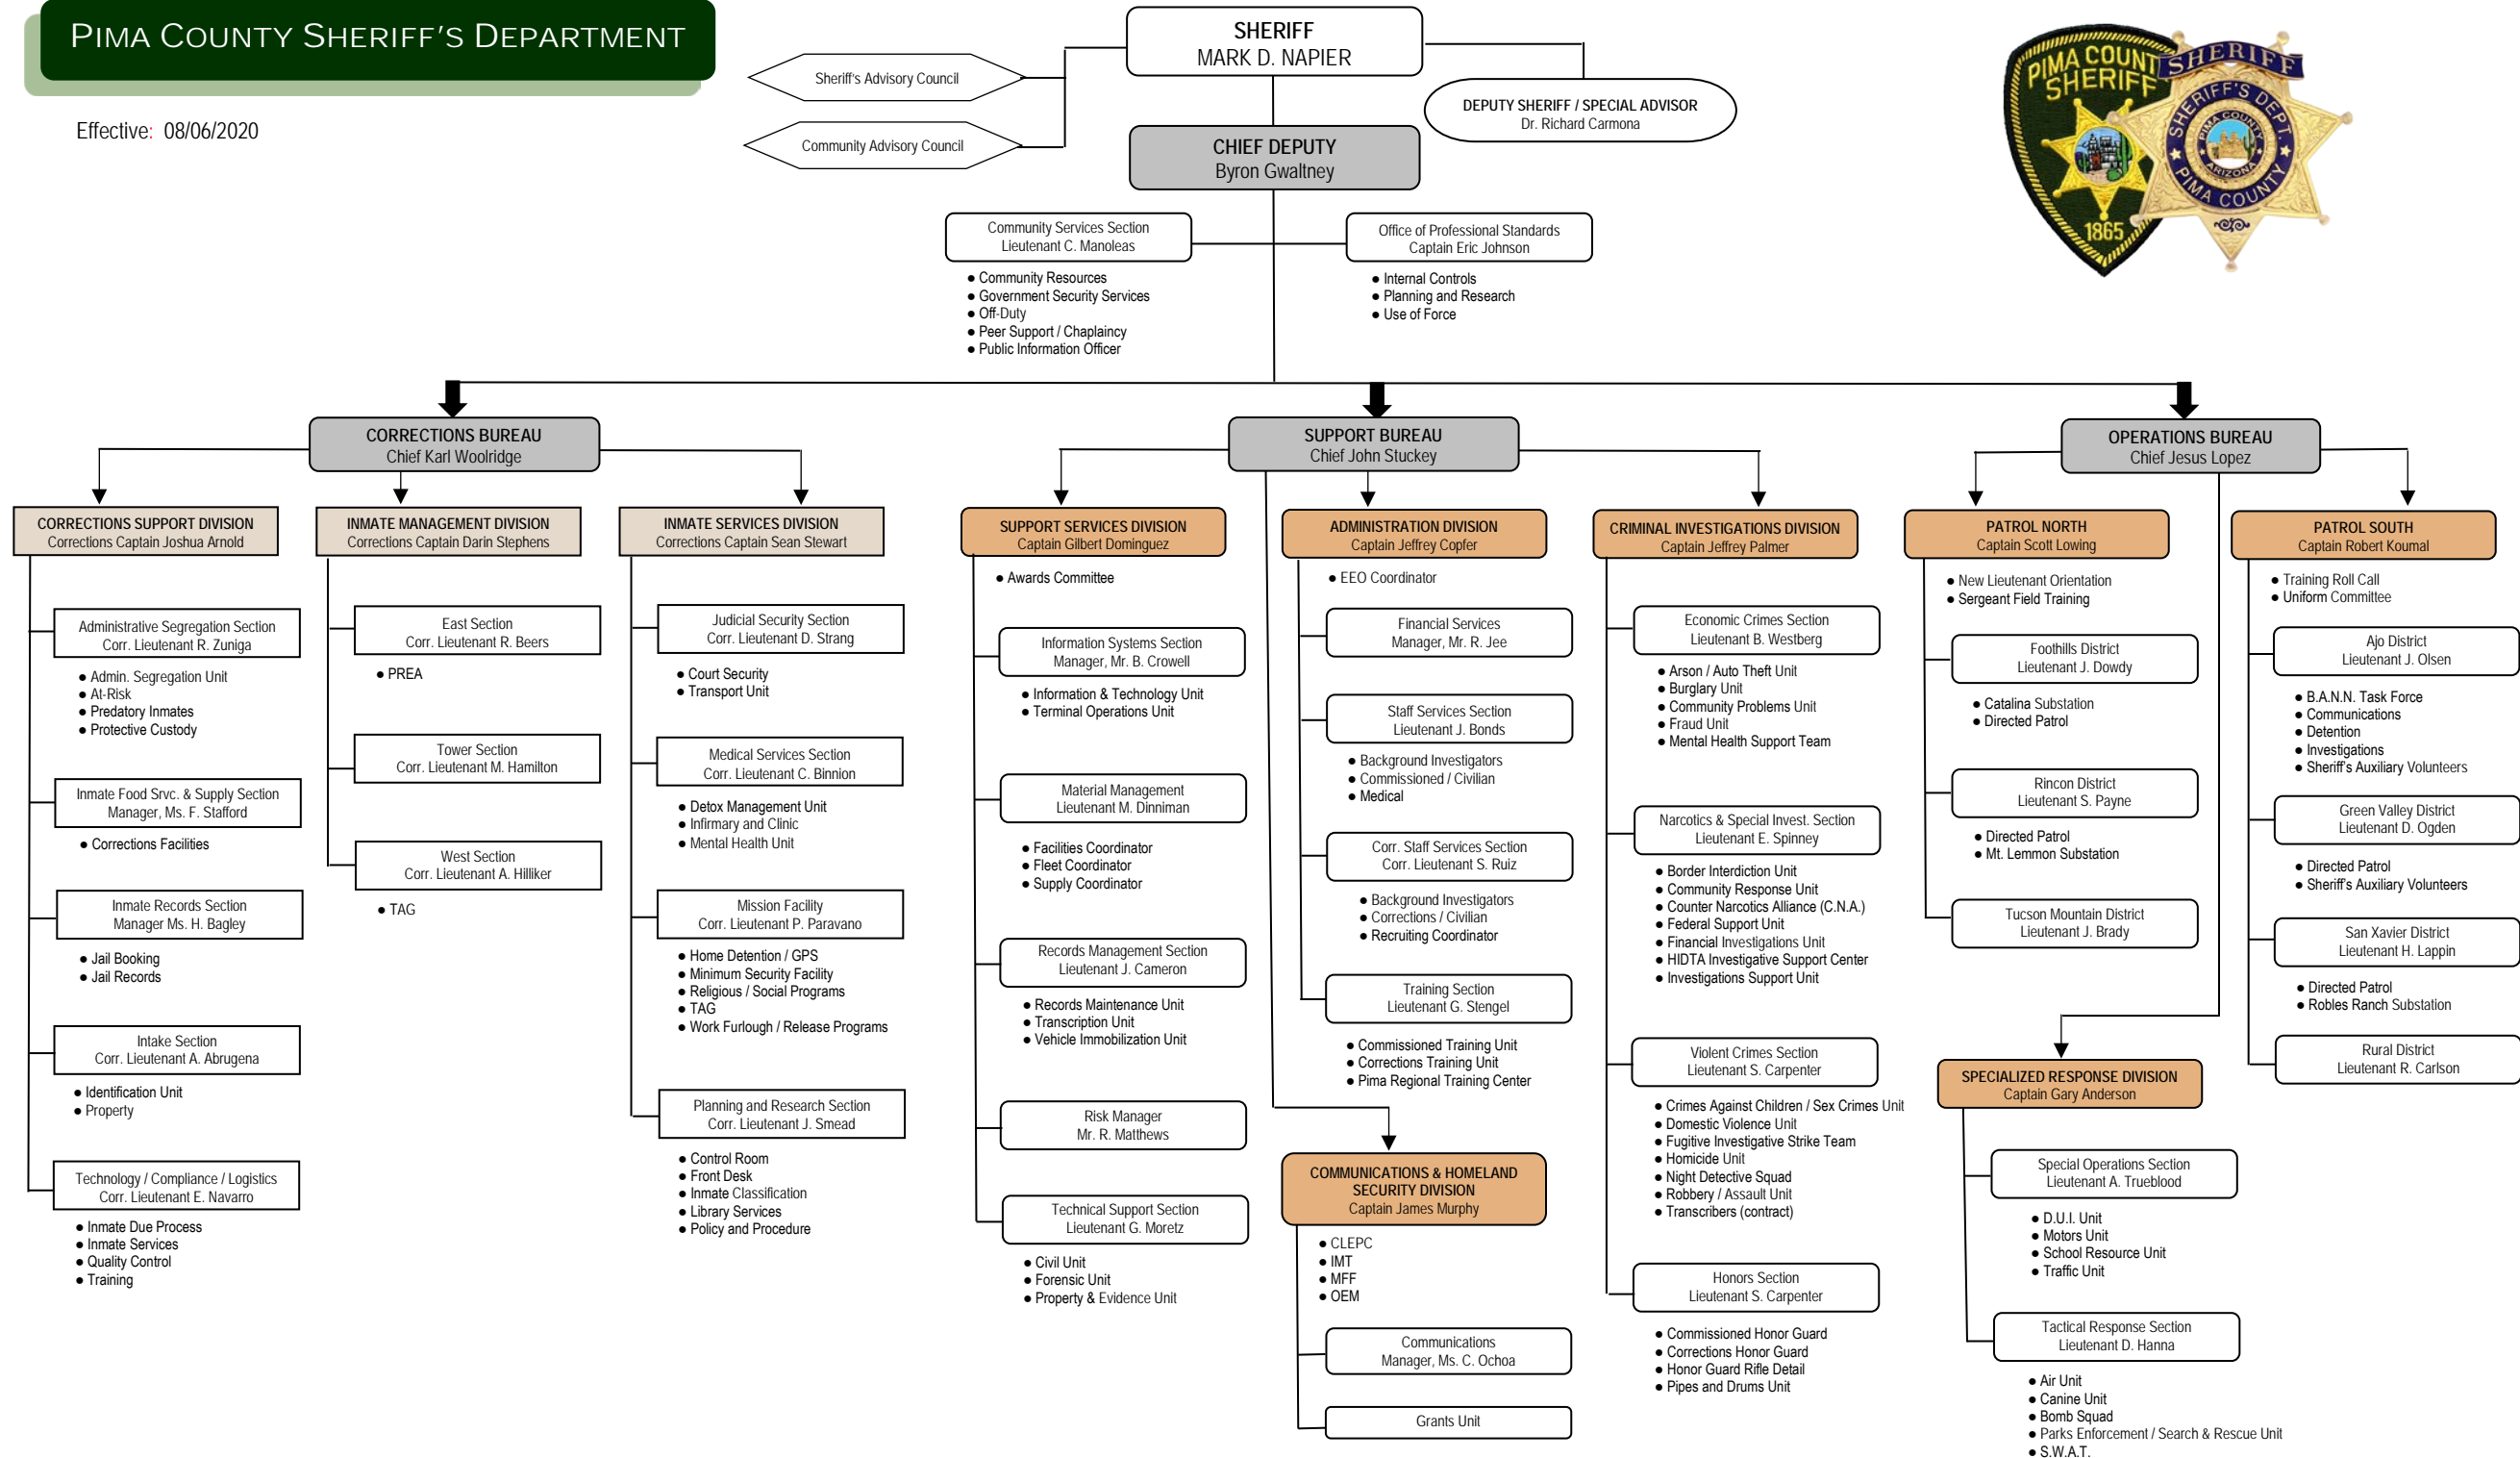 PIMA COUNTY SHERIFF'S DEPARTMENT
Effective: 08/06/2020
SHERIFF
MARK D. NAPIER
Sheriff's Advisory Council
Community Advisory Council
DEPUTY SHERIFF / SPECIAL ADVISOR
Dr. Richard Carmona
CHIEF DEPUTY
Byron Gwaltney
PIMA COUNT
SHERIFF
1865
SHERIFF
SHERIFF'S DEPT.
PIMA COUNTY
ARIZONA
PIMA COUNTY
Community Services Section
Lieutenant C. Manoleas
● Community Resources
● Government Security Services
● Off-Duty
● Peer Support / Chaplaincy
● Public Information Officer
Office of Professional Standards
Captain Eric Johnson
● Internal Controls
● Planning and Research
● Use of Force
CORRECTIONS BUREAU
Chief Karl Woolridge
CORRECTIONS SUPPORT DIVISION
Corrections Captain Joshua Arnold
Administrative Segregation Section
Corr. Lieutenant R. Zuniga
● Admin. Segregation Unit
● At-Risk
● Predatory Inmates
● Protective Custody
Inmate Food Srvc. & Supply Section
Manager, Ms. F. Stafford
● Corrections Facilities
Inmate Records Section
Manager Ms. H. Bagley
● Jail Booking
● Jail Records
Intake Section
Corr. Lieutenant A. Abrugena
● Identification Unit
● Property
Technology / Compliance / Logistics
Corr. Lieutenant E. Navarro
● Inmate Due Process
● Inmate Services
● Quality Control
● Training
INMATE MANAGEMENT DIVISION
Corrections Captain Darin Stephens
East Section
Corr. Lieutenant R. Beers
● PREA
Tower Section
Corr. Lieutenant M. Hamilton
West Section
Corr. Lieutenant A. Hilliker
● TAG
INMATE SERVICES DIVISION
Corrections Captain Sean Stewart
Judicial Security Section
Corr. Lieutenant D. Strang
● Court Security
● Transport Unit
Medical Services Section
Corr. Lieutenant C. Binnion
● Detox Management Unit
● Infirmary and Clinic
● Mental Health Unit
Mission Facility
Corr. Lieutenant P. Paravano
● Home Detention / GPS
● Minimum Security Facility
● Religious / Social Programs
● TAG
● Work Furlough / Release Programs
Planning and Research Section
Corr. Lieutenant J. Smead
● Control Room
● Front Desk
● Inmate Classification
● Library Services
● Policy and Procedure
SUPPORT BUREAU
Chief John Stuckey
SUPPORT SERVICES DIVISION
Captain Gilbert Dominguez
● Awards Committee
Information Systems Section
Manager, Mr. B. Crowell
● Information & Technology Unit
● Terminal Operations Unit
Material Management
Lieutenant M. Dinniman
● Facilities Coordinator
● Fleet Coordinator
● Supply Coordinator
Records Management Section
Lieutenant J. Cameron
● Records Maintenance Unit
● Transcription Unit
● Vehicle Immobilization Unit
Risk Manager
Mr. R. Matthews
Technical Support Section
Lieutenant G. Moretz
● Civil Unit
● Forensic Unit
● Property & Evidence Unit
ADMINISTRATION DIVISION
Captain Jeffrey Copfer
● EEO Coordinator
Financial Services
Manager, Mr. R. Jee
Staff Services Section
Lieutenant J. Bonds
● Background Investigators
● Commissioned / Civilian
● Medical
Corr. Staff Services Section
Corr. Lieutenant S. Ruiz
● Background Investigators
● Corrections / Civilian
● Recruiting Coordinator
Training Section
Lieutenant G. Stengel
● Commissioned Training Unit
● Corrections Training Unit
● Pima Regional Training Center
COMMUNICATIONS & HOMELAND
SECURITY DIVISION
Captain James Murphy
● CLEPC
● IMT
● MFF
● OEM
Communications
Manager, Ms. C. Ochoa
Grants Unit
CRIMINAL INVESTIGATIONS DIVISION
Captain Jeffrey Palmer
Economic Crimes Section
Lieutenant B. Westberg
● Arson / Auto Theft Unit
● Burglary Unit
● Community Problems Unit
● Fraud Unit
● Mental Health Support Team
Narcotics & Special Invest. Section
Lieutenant E. Spinney
● Border Interdiction Unit
● Community Response Unit
● Counter Narcotics Alliance (C.N.A.)
● Federal Support Unit
● Financial Investigations Unit
● HIDTA Investigative Support Center
● Investigations Support Unit
Violent Crimes Section
Lieutenant S. Carpenter
● Crimes Against Children / Sex Crimes Unit
● Domestic Violence Unit
● Fugitive Investigative Strike Team
● Homicide Unit
● Night Detective Squad
● Robbery / Assault Unit
● Transcribers (contract)
Honors Section
Lieutenant S. Carpenter
● Commissioned Honor Guard
● Corrections Honor Guard
● Honor Guard Rifle Detail
● Pipes and Drums Unit
OPERATIONS BUREAU
Chief Jesus Lopez
PATROL NORTH
Captain Scott Lowing
● New Lieutenant Orientation
● Sergeant Field Training
Foothills District
Lieutenant J. Dowdy
● Catalina Substation
● Directed Patrol
Rincon District
Lieutenant S. Payne
● Directed Patrol
● Mt. Lemmon Substation
Tucson Mountain District
Lieutenant J. Brady
SPECIALIZED RESPONSE DIVISION
Captain Gary Anderson
Special Operations Section
Lieutenant A. Trueblood
● D.U.I. Unit
● Motors Unit
● School Resource Unit
● Traffic Unit
Tactical Response Section
Lieutenant D. Hanna
● Air Unit
● Canine Unit
● Bomb Squad
● Parks Enforcement / Search & Rescue Unit
● S.W.A.T.
PATROL SOUTH
Captain Robert Koumal
● Training Roll Call
● Uniform Committee
Ajo District
Lieutenant J. Olsen
● B.A.N.N. Task Force
● Communications
● Detention
● Investigations
● Sheriff's Auxiliary Volunteers
Green Valley District
Lieutenant D. Ogden
● Directed Patrol
● Sheriff's Auxiliary Volunteers
San Xavier District
Lieutenant H. Lappin
● Directed Patrol
● Robles Ranch Substation
Rural District
Lieutenant R. Carlson